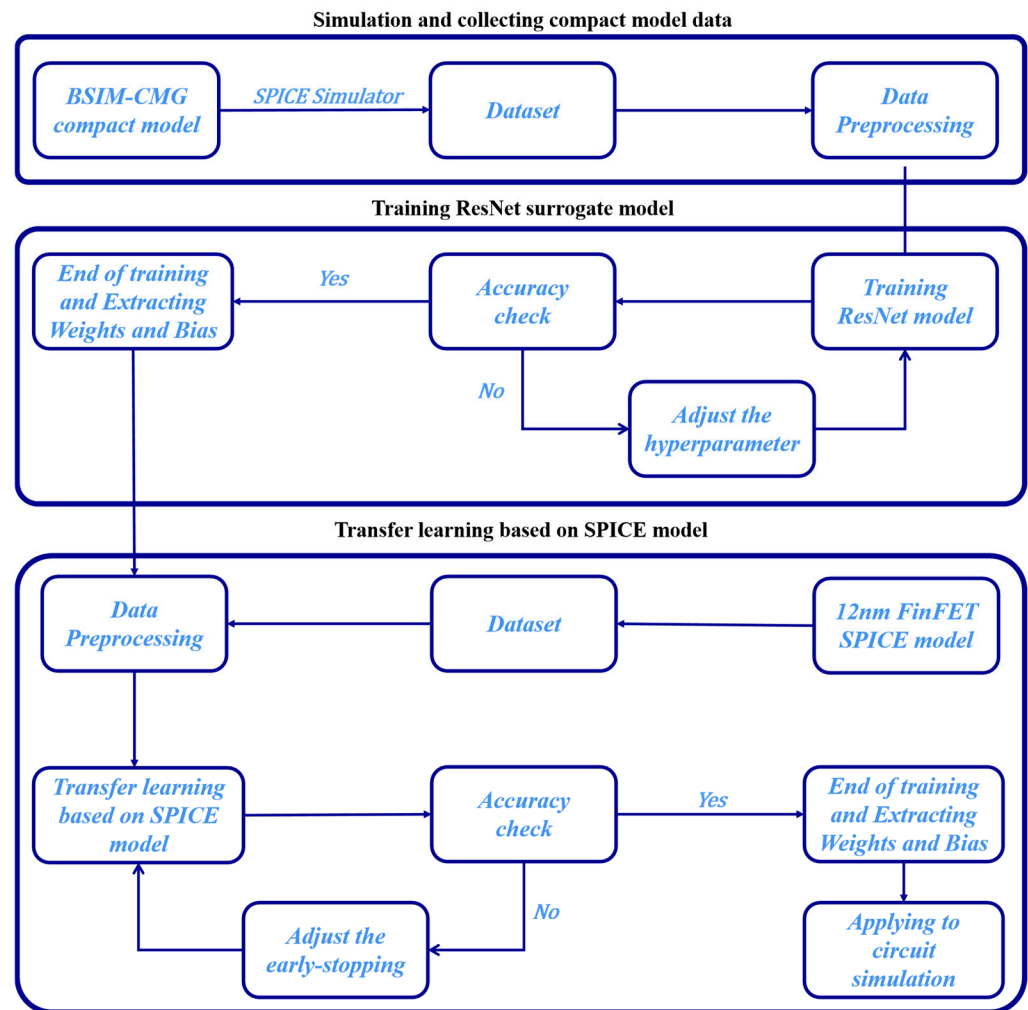 Simulation and collecting compact model data
BSIM-CMG
compact model
SPICE Simulator
Dataset
Data
Preprocessing
Training ResNet surrogate model
End of training
and Extracting
Weights and Bias
Yes
Accuracy
check
Training
ResNet model
No
Adjust the
hyperparameter
Transfer learning based on SPICE model
Data
Preprocessing
Dataset
12nm FinFET
SPICE model
Transfer learning
based on SPICE
model
Accuracy
check
Yes
End of training
and Extracting
Weights and Bias
No
Adjust the
early-stopping
Applying to
circuit
simulation